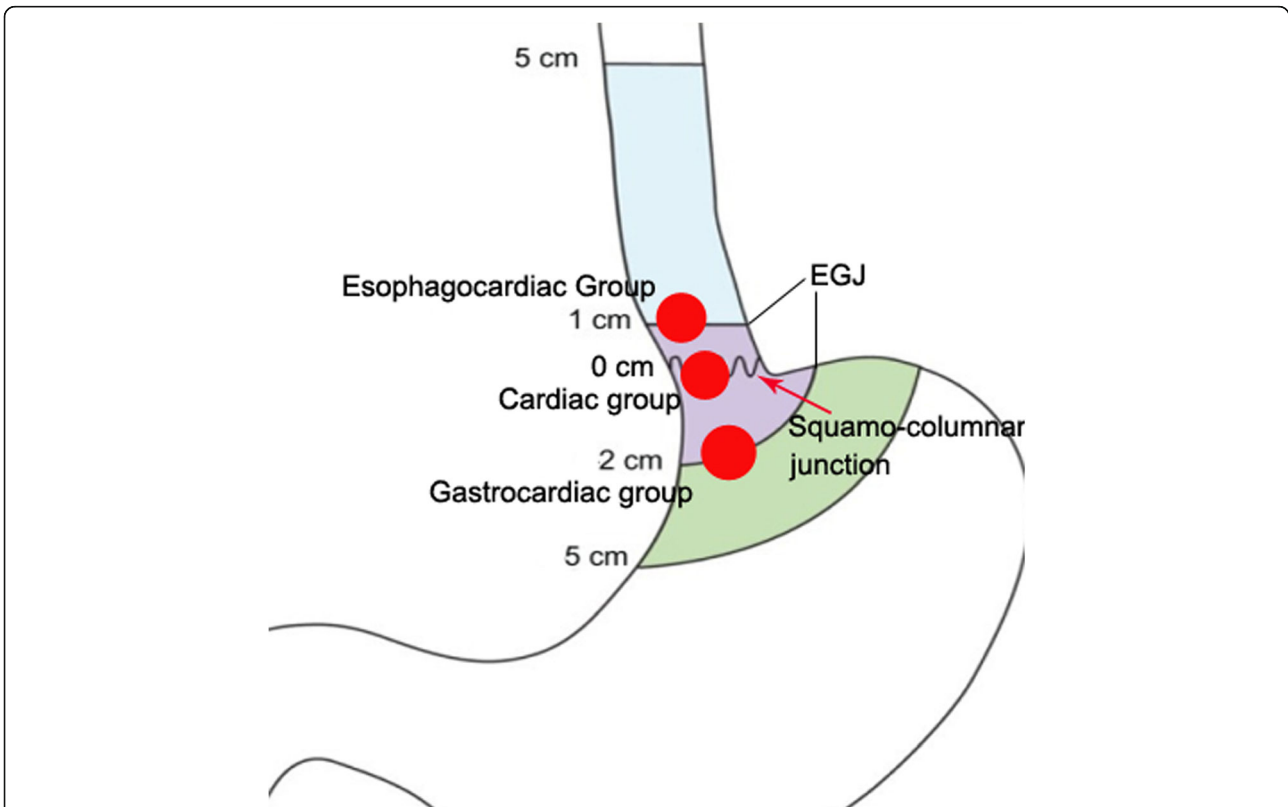 5 cm
EGJ
Esophagocardiac Group
1 cm
0 cm
Cardiac group
Squamo-columnar
junction
2 cm
Gastrocardiac group
5 cm